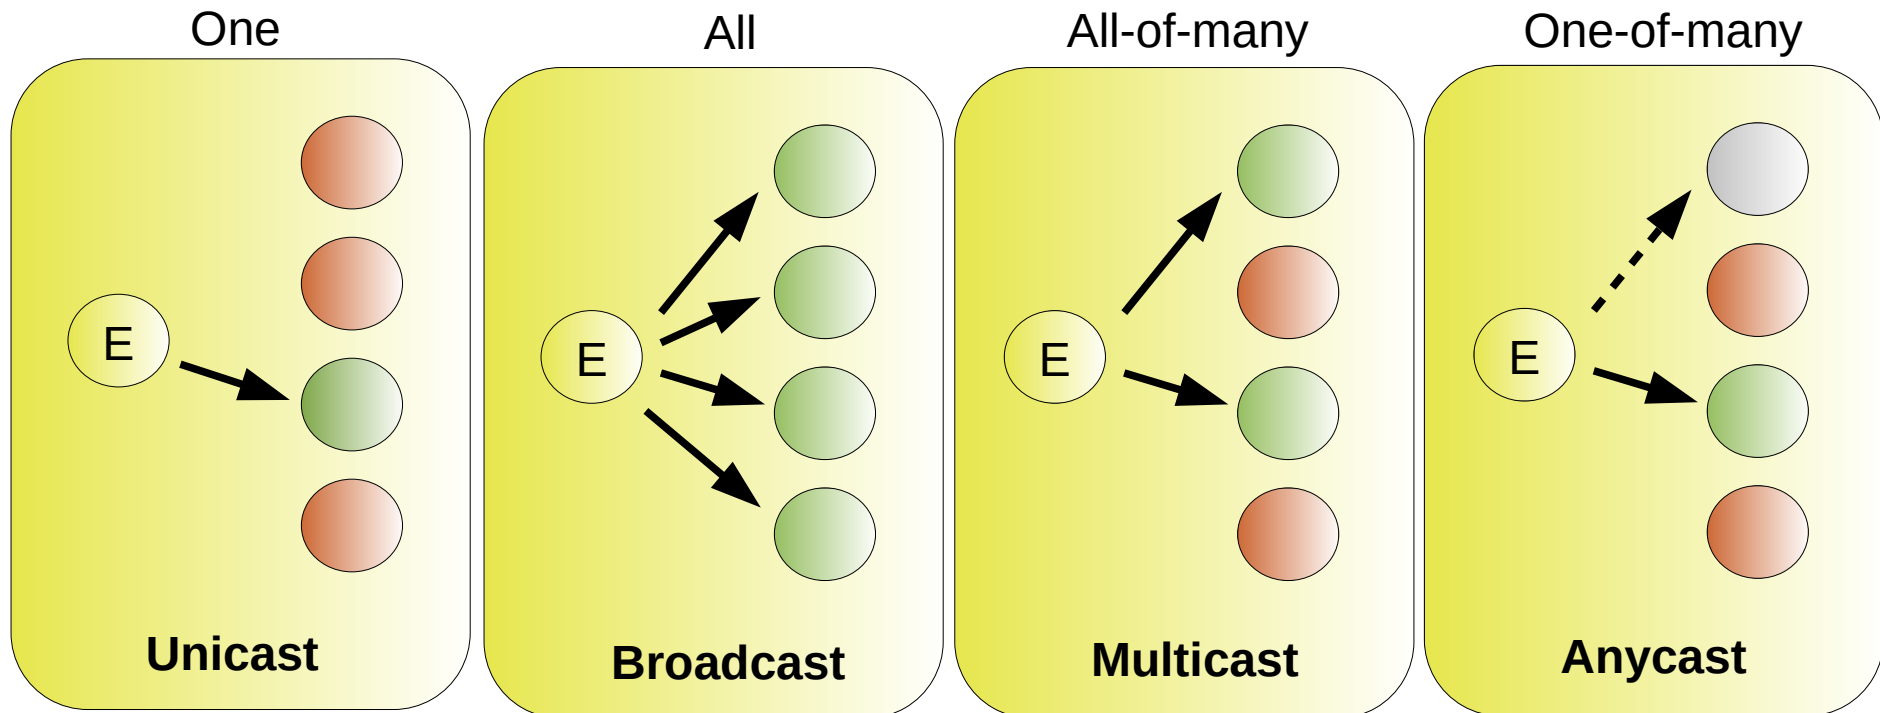 One
All
All-of-many
One-of-many
E
E
E
E
Unicast
Broadcast
Multicast
Anycast